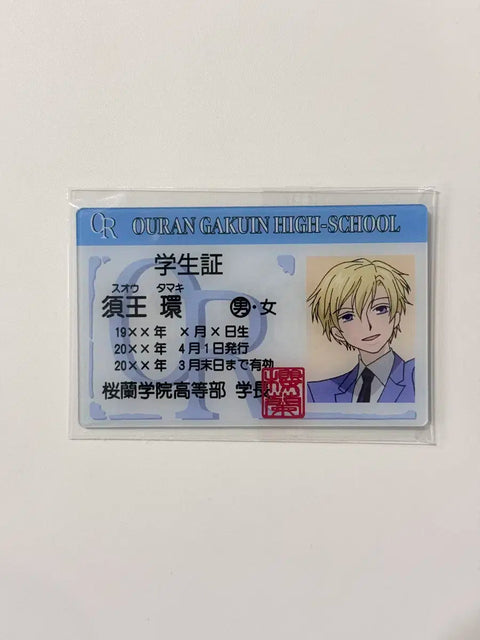 OR OURAN GAKUIN HIGH-SCHOOL
学生証
スオウ タマキ
須王 環 男・女
19××年 ×月×日生
20××年 4月1日発行
20××年 3月末日まで有効
桜蘭学院高等部 学長
OR